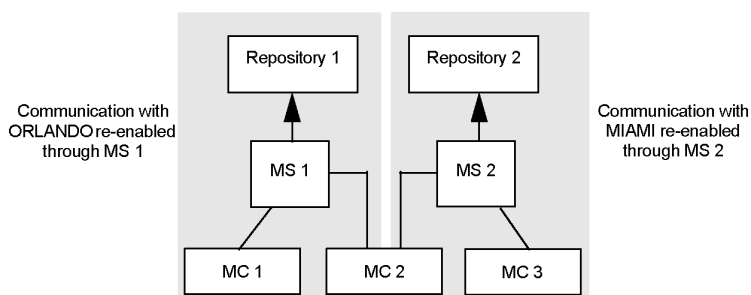 Repository 1
Repository 2
Communication with
ORLANDO re-enabled
through MS 1
Communication with
MIAMI re-enabled
through MS 2
MS 1
MS 2
MC 1
MC 2
MC 3